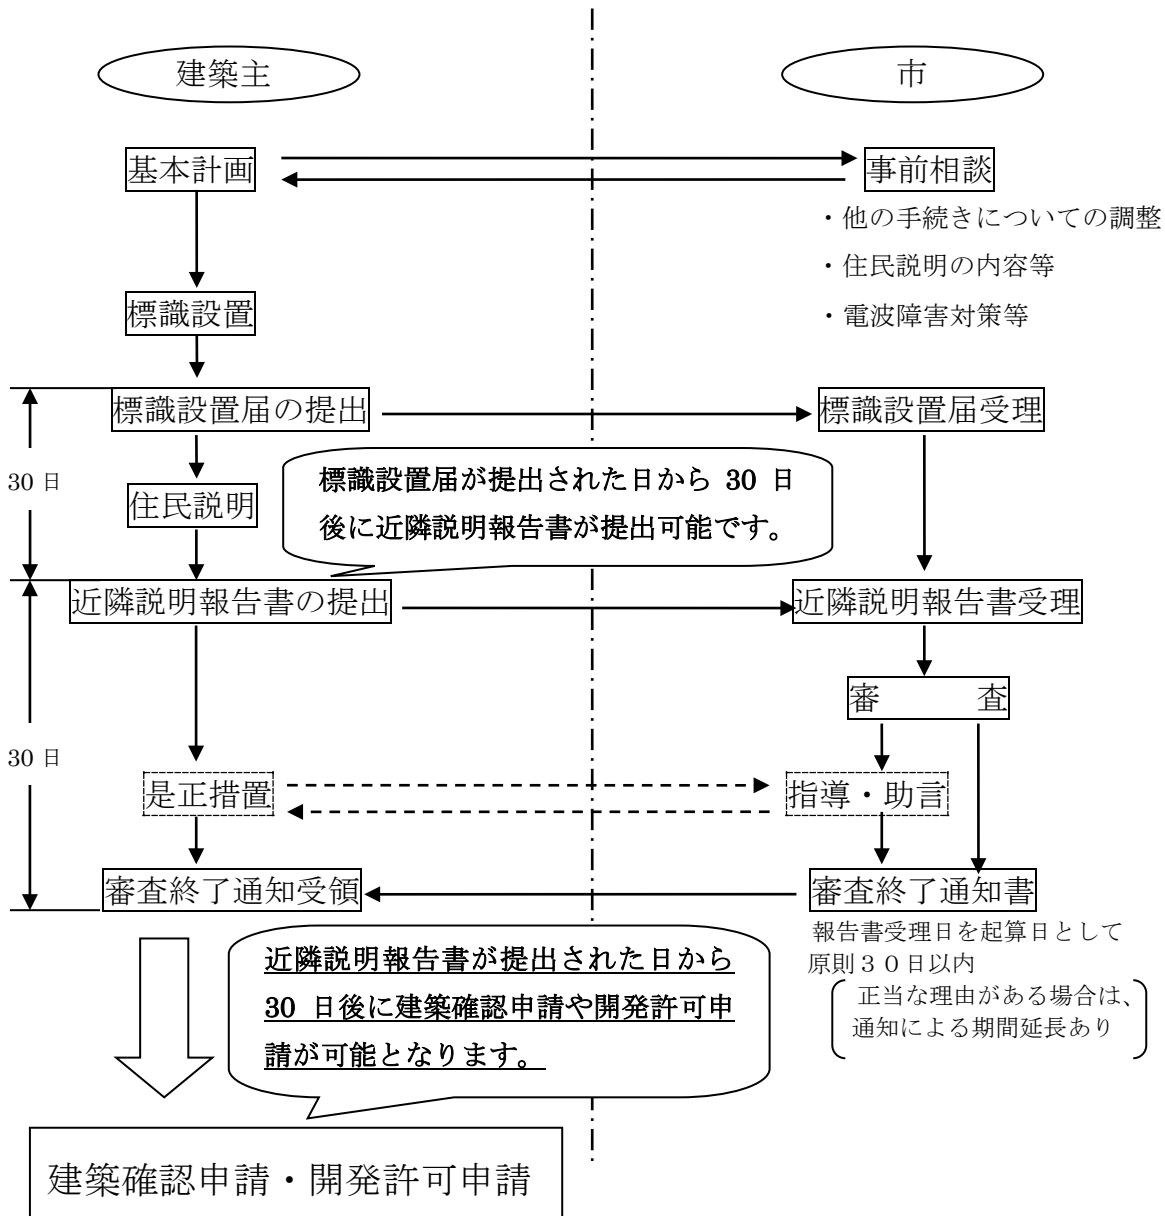 建築主
市
基本計画
事前相談
・他の手続きについての調整
・住民説明の内容等
・電波障害対策等
標識設置
標識設置届の提出
標識設置届受理
30 日
標識設置届が提出された日から 30 日
後に近隣説明報告書が提出可能です。
住民説明
近隣説明報告書の提出
近隣説明報告書受理
審 査
30 日
是正措置
指導・助言
審査終了通知受領
審査終了通知書
報告書受理日を起算日として
原則30日以内
正当な理由がある場合は、
通知による期間延長あり
近隣説明報告書が提出された日から
30 日後に建築確認申請や開発許可申
請が可能となります。
建築確認申請・開発許可申請